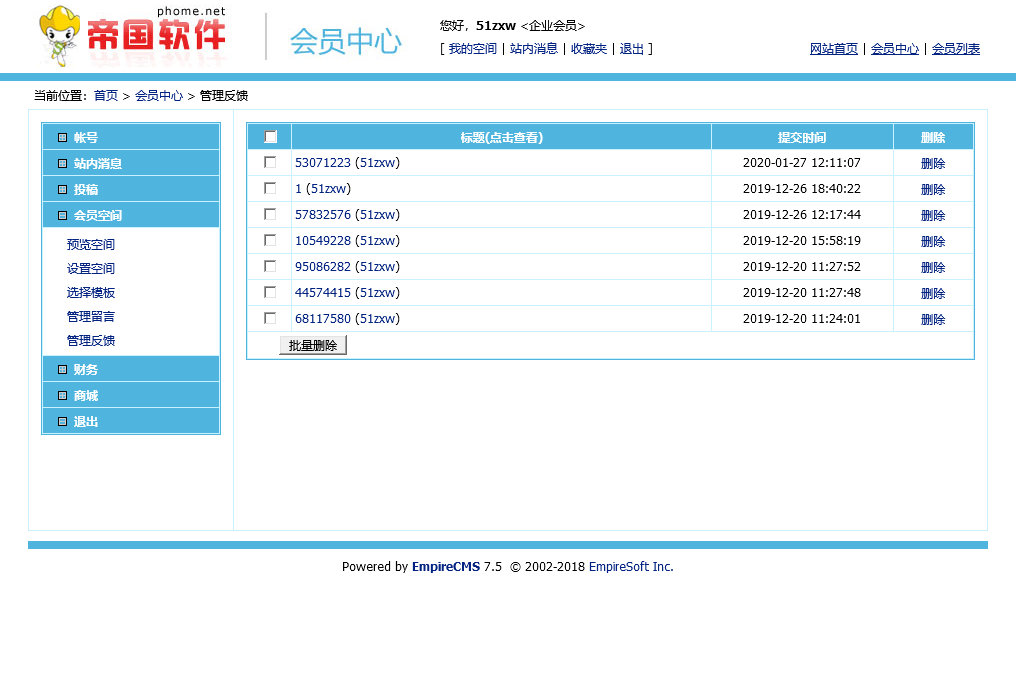 phome.net
帝国软件
会员中心
您好，51zxw <企业会员>
[ 我的空间 | 站内消息 | 收藏夹 | 退出 ]
网站首页 | 会员中心 | 会员列表
当前位置：首页 > 会员中心 > 管理反馈
帐号
站内消息
投稿
会员空间
预览空间
设置空间
选择模板
管理留言
管理反馈
财务
商城
退出
标题(点击查看) 提交时间 删除
53071223 (51zxw) 2020-01-27 12:11:07 删除
1 (51zxw) 2019-12-26 18:40:22 删除
57832576 (51zxw) 2019-12-26 12:17:44 删除
10549228 (51zxw) 2019-12-20 15:58:19 删除
95086282 (51zxw) 2019-12-20 11:27:52 删除
44574415 (51zxw) 2019-12-20 11:27:48 删除
68117580 (51zxw) 2019-12-20 11:24:01 删除
批量删除
Powered by EmpireCMS 7.5 © 2002-2018 EmpireSoft Inc.